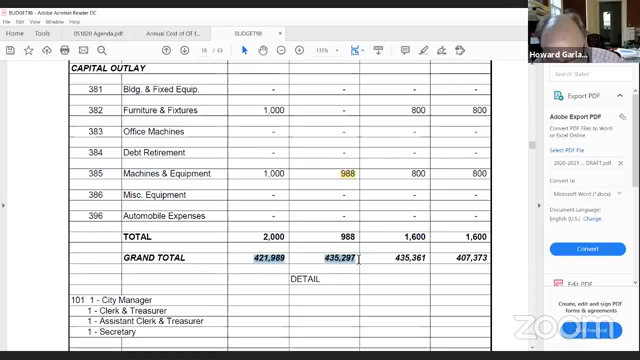 BUDGET96 - Adobe Acrobat Reader DC
File Edit View Window Help
051820 Agenda.pdf
Annual Cost of OT f...
BUDGET96 ×
18 / 63
135%
Howard Garla...
CAPITAL OUTLAY
381 Bldg. & Fixed Equip. - - - -
382 Furniture & Fixtures 1,000 - 800 800
383 Office Machines - - - -
384 Debt Retirement - - - -
385 Machines & Equipment 1,000 988 800 800
386 Misc. Equipment - - - -
396 Automobile Expenses - - - -
TOTAL 2,000 988 1,600 1,600
GRAND TOTAL 421,989 435,297 435,361 407,373
DETAIL
101 1 - City Manager
1 - Clerk & Treasurer
1 - Assistant Clerk & Treasurer
1 - Secretary
Export PDF
Adobe Export PDF
Convert PDF Files to Word
or Excel Online
Select PDF File
2020-2021 ... DRAFT.pdf ×
Convert to
Microsoft Word (*.docx)
Document Language:
English (U.S.) Change
Convert
Edit PDF
Create, edit and sign PDF
forms & agreements
zoom